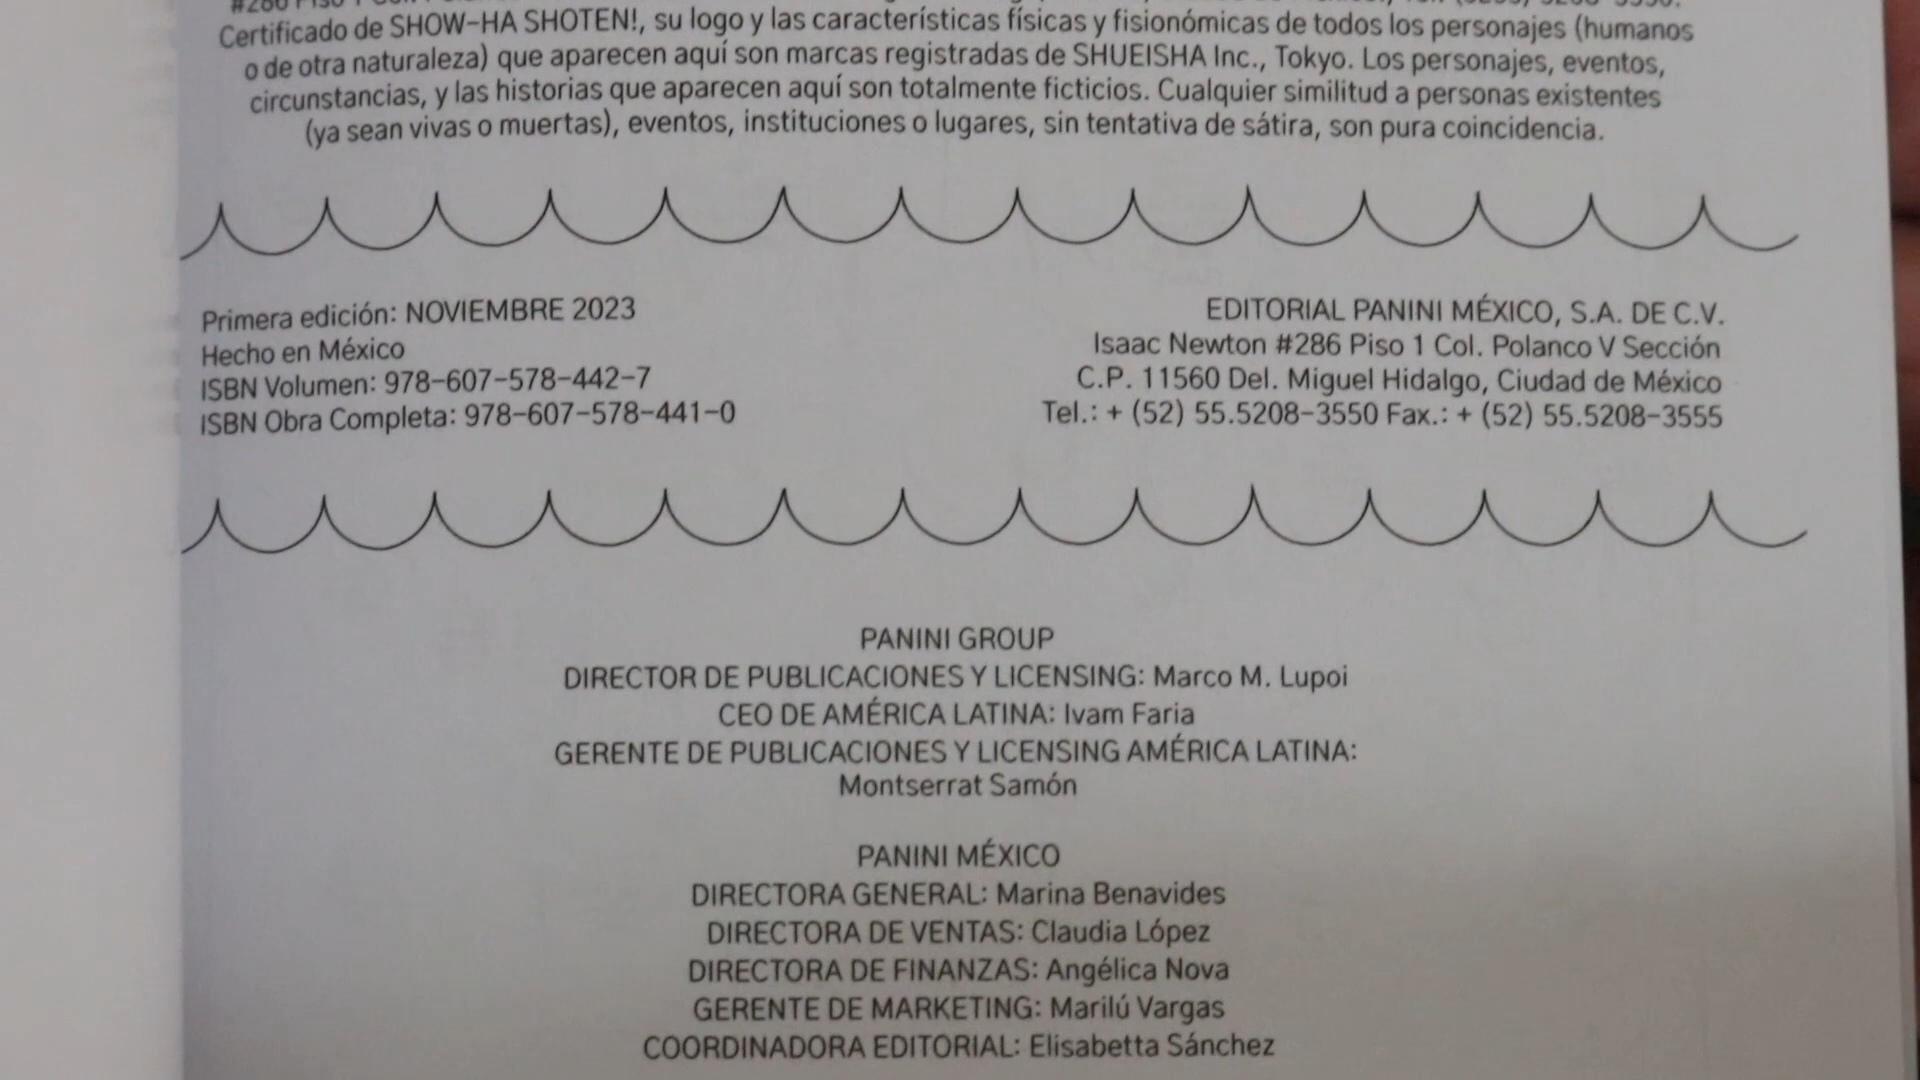 Certificado de SHOW-HA SHOTEN!, su logo y las características físicas y fisionómicas de todos los personajes (humanos
o de otra naturaleza) que aparecen aquí son marcas registradas de SHUEISHA Inc., Tokyo. Los personajes, eventos,
circunstancias, y las historias que aparecen aquí son totalmente ficticios. Cualquier similitud a personas existentes
(ya sean vivas o muertas), eventos, instituciones o lugares, sin tentativa de sátira, son pura coincidencia.
Primera edición: NOVIEMBRE 2023
Hecho en México
ISBN Volumen: 978-607-578-442-7
ISBN Obra Completa: 978-607-578-441-0
EDITORIAL PANINI MÉXICO, S.A. DE C.V.
Isaac Newton #286 Piso 1 Col. Polanco V Sección
C.P. 11560 Del. Miguel Hidalgo, Ciudad de México
Tel.: + (52) 55.5208-3550 Fax.: + (52) 55.5208-3555
PANINI GROUP
DIRECTOR DE PUBLICACIONES Y LICENSING: Marco M. Lupoi
CEO DE AMÉRICA LATINA: Ivam Faria
GERENTE DE PUBLICACIONES Y LICENSING AMÉRICA LATINA:
Montserrat Samón
PANINI MÉXICO
DIRECTORA GENERAL: Marina Benavides
DIRECTORA DE VENTAS: Claudia López
DIRECTORA DE FINANZAS: Angélica Nova
GERENTE DE MARKETING: Marilú Vargas
COORDINADORA EDITORIAL: Elisabetta Sánchez